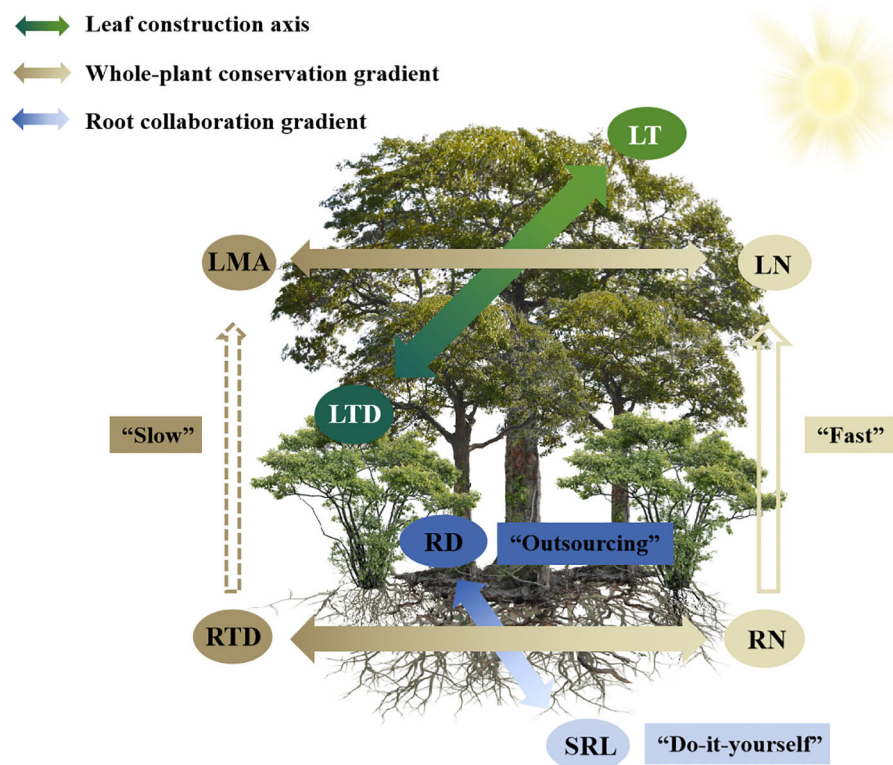 Leaf construction axis
Whole-plant conservation gradient
Root collaboration gradient
LT
LMA
LN
LTD
“Slow”
“Fast”
RD
“Outsourcing”
RTD
RN
SRL
“Do-it-yourself”